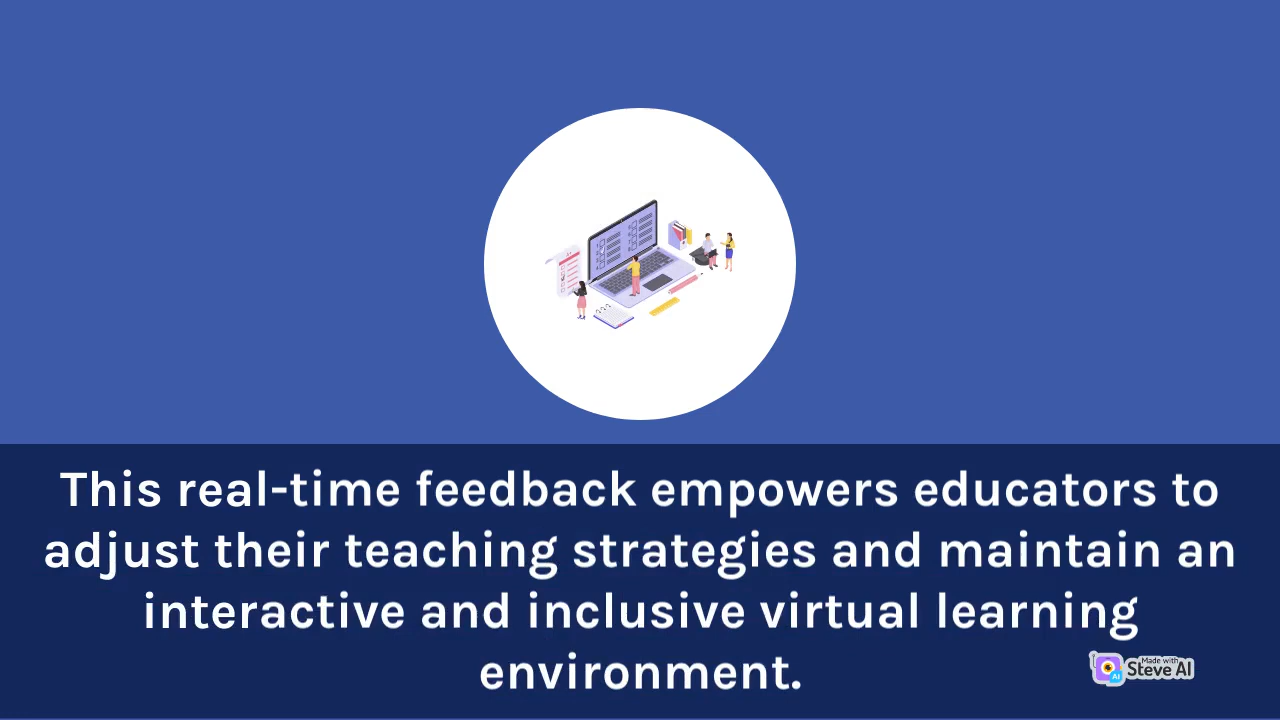 This real-time feedback empowers educators to
adjust their teaching strategies and maintain an
interactive and inclusive virtual learning
environment.
Made with
Steve AI
AI